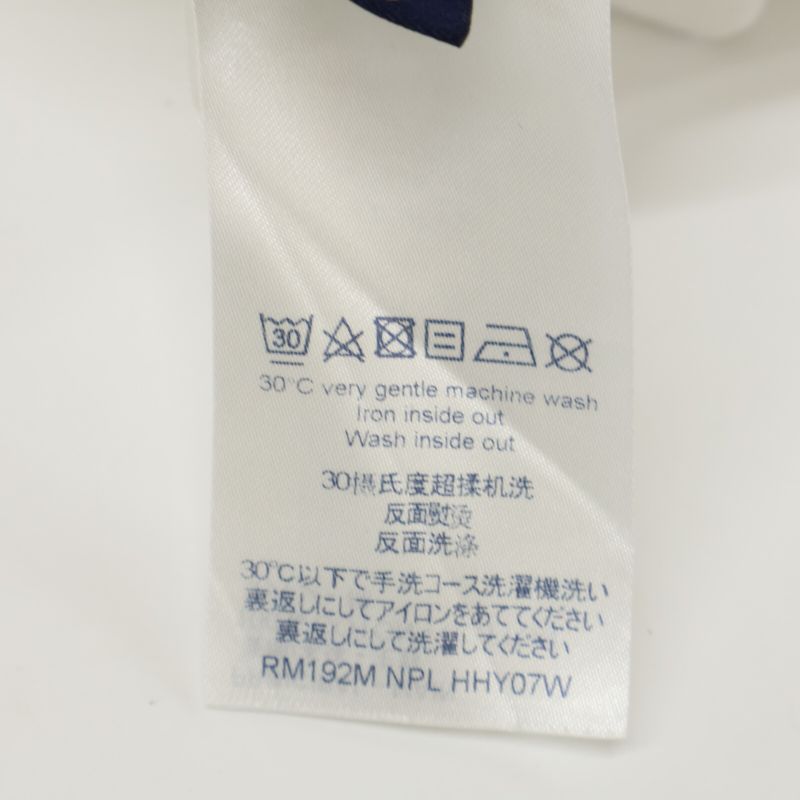 30
30°C very gentle machine wash
Iron inside out
Wash inside out
30摄氏度超揉机洗
反面熨烫
反面洗涤
30°C以下で手洗コース洗濯機洗い
裏返しにしてアイロンをあててください
裏返しにして洗濯してください
RM192M NPL HHY07W